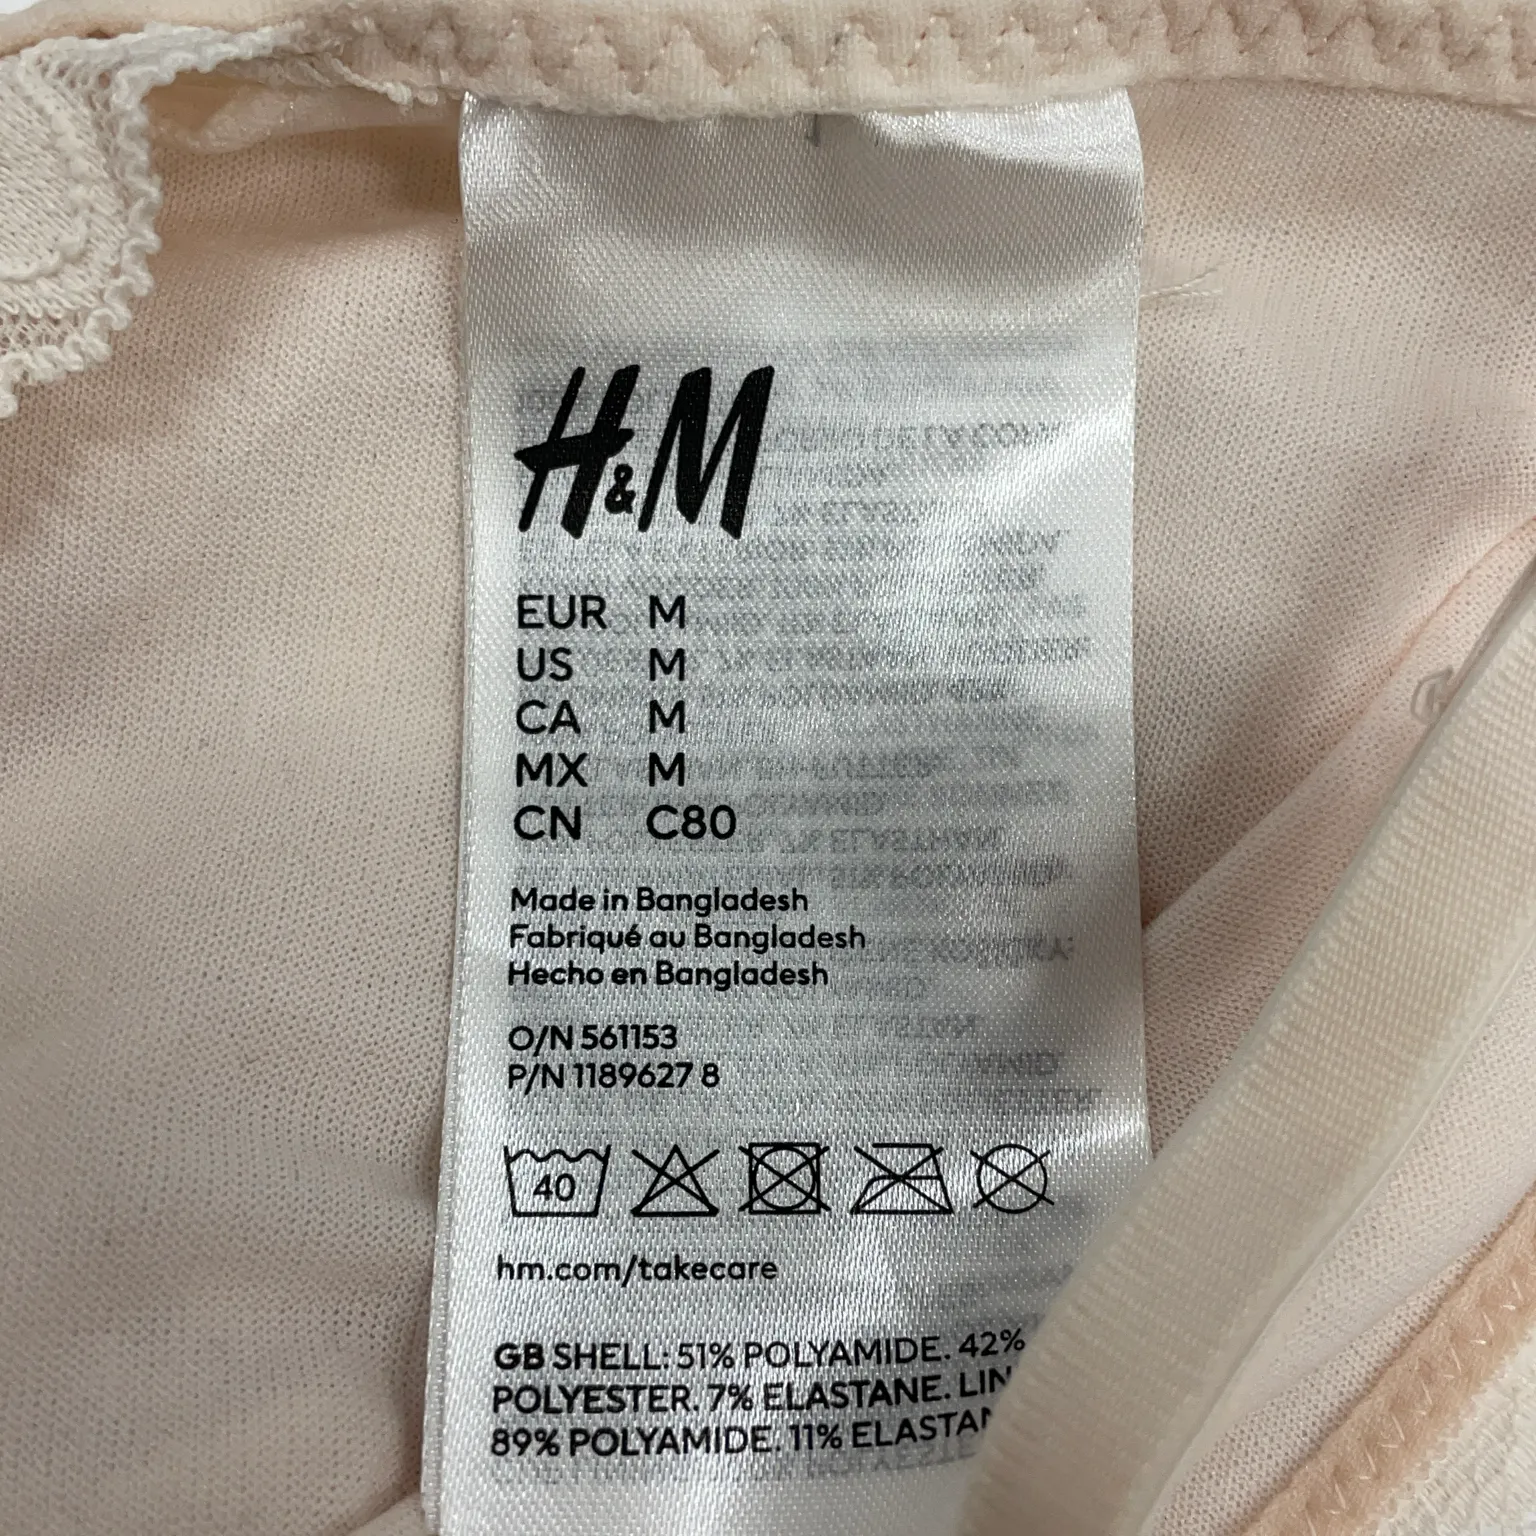 H&M
EUR M
US M
CA M
MX M
CN C80
Made in Bangladesh
Fabriqué au Bangladesh
Hecho en Bangladesh
O/N 561153
P/N 1189627 8
40
hm.com/takecare
GB SHELL: 51% POLYAMIDE. 42%
POLYESTER. 7% ELASTANE.
89% POLYAMIDE. 11%